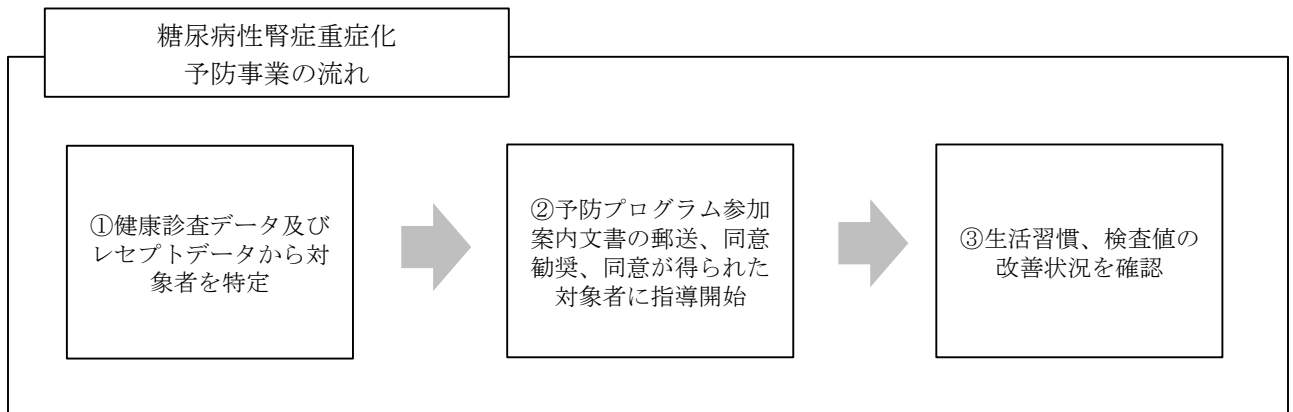 糖尿病性腎症重症化
予防事業の流れ
①健康診査データ及び
レセプトデータから対
象者を特定
②予防プログラム参加
案内文書の郵送、同意
勧奨、同意が得られた
対象者に指導開始
③生活習慣、検査値の
改善状況を確認